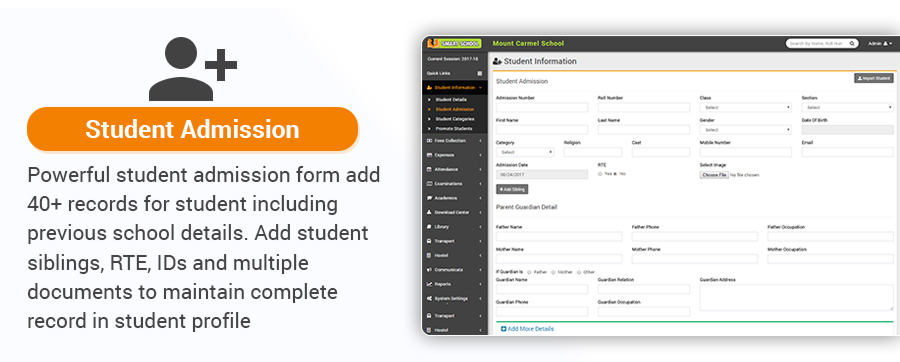 Student Admission
Powerful student admission form add
40+ records for student including
previous school details. Add student
siblings, RTE, IDs and multiple
documents to maintain complete
record in student profile
SMART SCHOOL
Mount Carmel School
Search By Name, Roll Num
Admin
Current Session: 2017-18
Quick Links
Student Information
Student Details
Student Admission
Student Categories
Promote Students
Fees Collection
Expenses
Attendance
Examinations
Academics
Download Center
Library
Transport
Hostel
Communicate
Reports
System Settings
Transport
Hostel
Student Information
Student Admission
Import Student
Admission Number
Roll Number
Class
Section
Select
Select
First Name
Last Name
Gender
Date Of Birth
Select
Category
Religion
Cast
Mobile Number
Email
Select
Admission Date
RTE
Select Image
08/24/2017
Yes No
Choose File No file chosen
Add Sibling
Parent Guardian Detail
Father Name
Father Phone
Father Occupation
Mother Name
Mother Phone
Mother Occupation
If Guardian Is Father Mother Other
Guardian Name
Guardian Relation
Guardian Address
Guardian Phone
Guardian Occupation
Add More Details